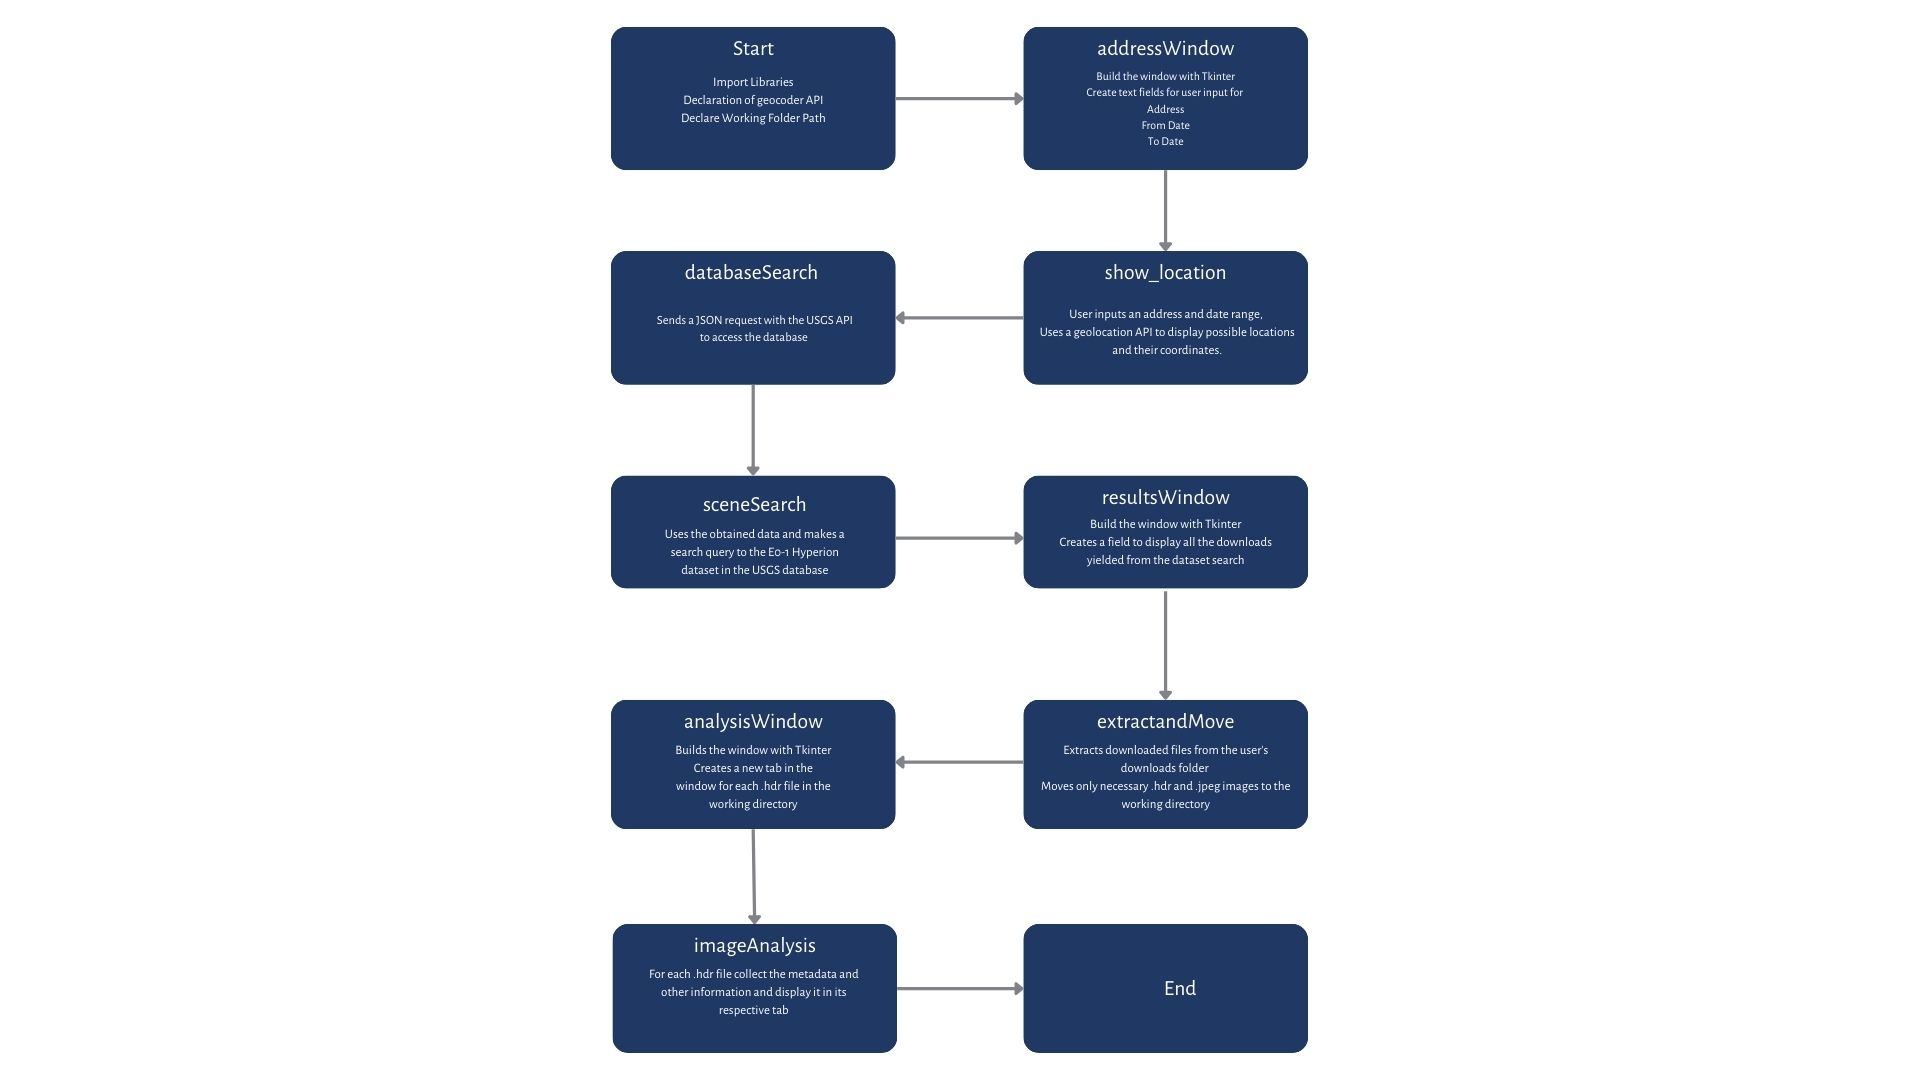 Start
Import Libraries
Declaration of geocoder API
Declare Working Folder Path
addressWindow
Build the window with Tkinter
Create text fields for user input for
Address
From Date
To Date
show_location
User inputs an address and date range,
Uses a geolocation API to display possible locations
and their coordinates.
databaseSearch
Sends a JSON request with the USGS API
to access the database
sceneSearch
Uses the obtained data and makes a
search query to the Eo-1 Hyperion
dataset in the USGS database
resultsWindow
Build the window with Tkinter
Creates a field to display all the downloads
yielded from the dataset search
extractandMove
Extracts downloaded files from the user's
downloads folder
Moves only necessary .hdr and .jpeg images to the
working directory
analysisWindow
Builds the window with Tkinter
Creates a new tab in the
window for each .hdr file in the
working directory
imageAnalysis
For each .hdr file collect the metadata and
other information and display it in its
respective tab
End